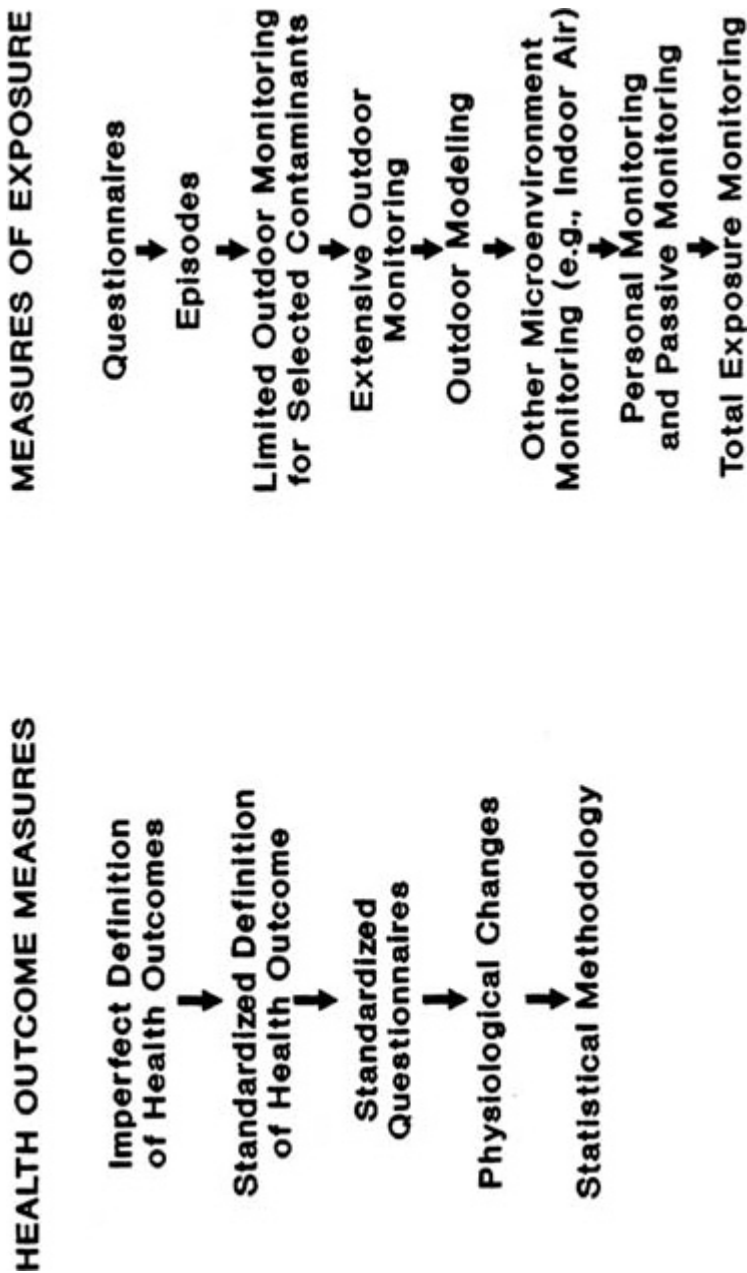 HEALTH OUTCOME MEASURES
Imperfect Definition
of Health Outcomes
Standardized Definition
of Health Outcome
Standardized
Questionnaires
Physiological Changes
Statistical Methodology
MEASURES OF EXPOSURE
Questionnaires
Episodes
Limited Outdoor Monitoring
for Selected Contaminants
Extensive Outdoor
Monitoring
Outdoor Modeling
Other Microenvironment
Monitoring (e.g., Indoor Air)
Personal Monitoring
and Passive Monitoring
Total Exposure Monitoring